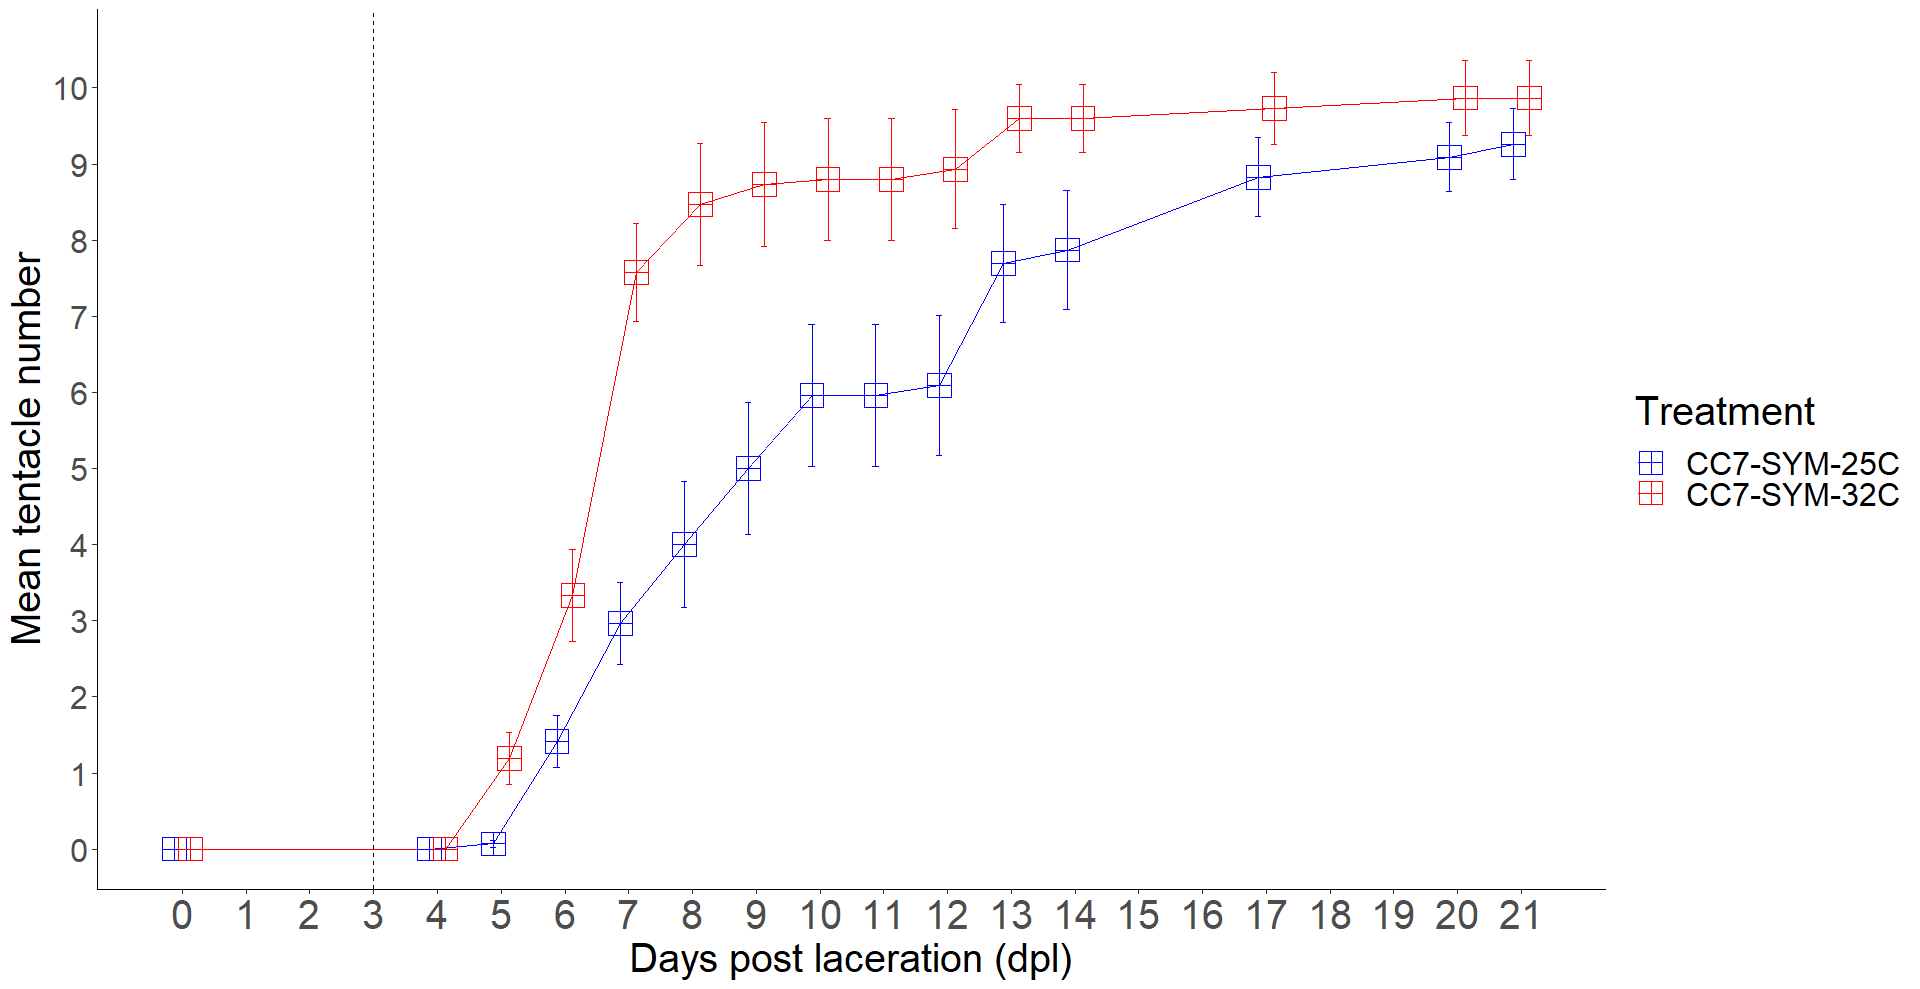 Mean tentacle number
10
9
8
7
6
5
4
3
2
1
0
0 1 2 3 4 5 6 7 8 9 10 11 12 13 14 15 16 17 18 19 20 21
Days post laceration (dpl)
Treatment
CC7-SYM-25C
CC7-SYM-32C